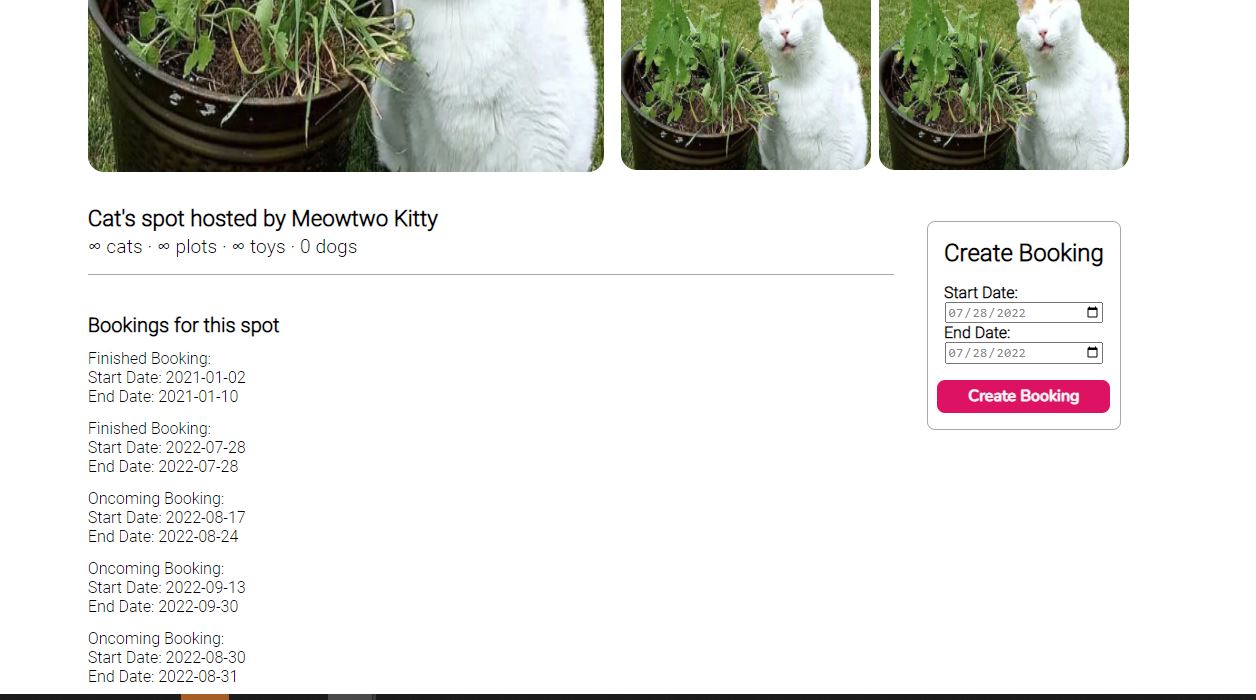 Cat's spot hosted by Meowtwo Kitty
∞ cats · ∞ plots · ∞ toys · 0 dogs
Bookings for this spot
Finished Booking:
Start Date: 2021-01-02
End Date: 2021-01-10
Finished Booking:
Start Date: 2022-07-28
End Date: 2022-07-28
Oncoming Booking:
Start Date: 2022-08-17
End Date: 2022-08-24
Oncoming Booking:
Start Date: 2022-09-13
End Date: 2022-09-30
Oncoming Booking:
Start Date: 2022-08-30
End Date: 2022-08-31
Create Booking
Start Date:
07/28/2022
End Date:
07/28/2022
Create Booking